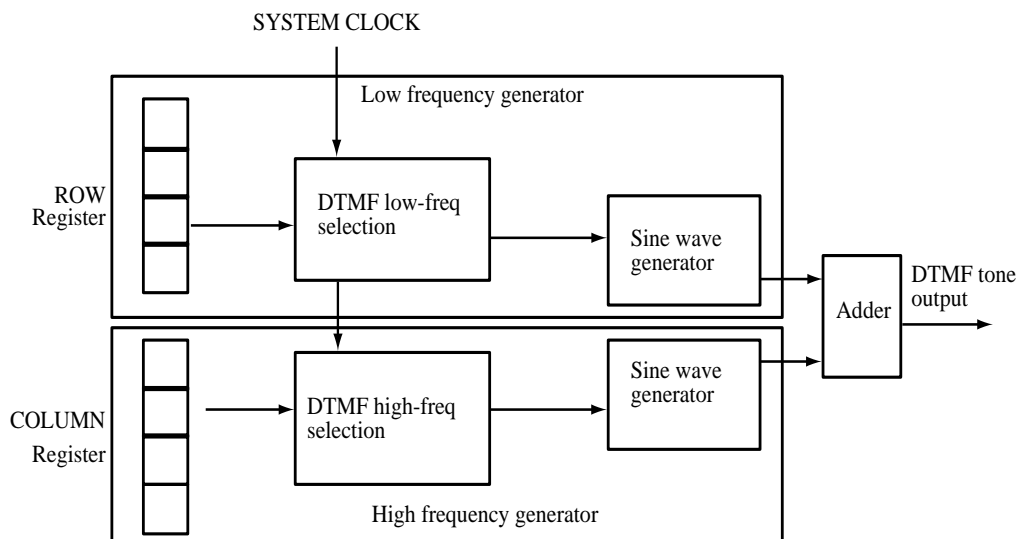 SYSTEM CLOCK
Low frequency generator
ROW
Register
DTMF low-freq
selection
Sine wave
generator
Adder
DTMF tone
output
COLUMN
Register
DTMF high-freq
selection
Sine wave
generator
High frequency generator